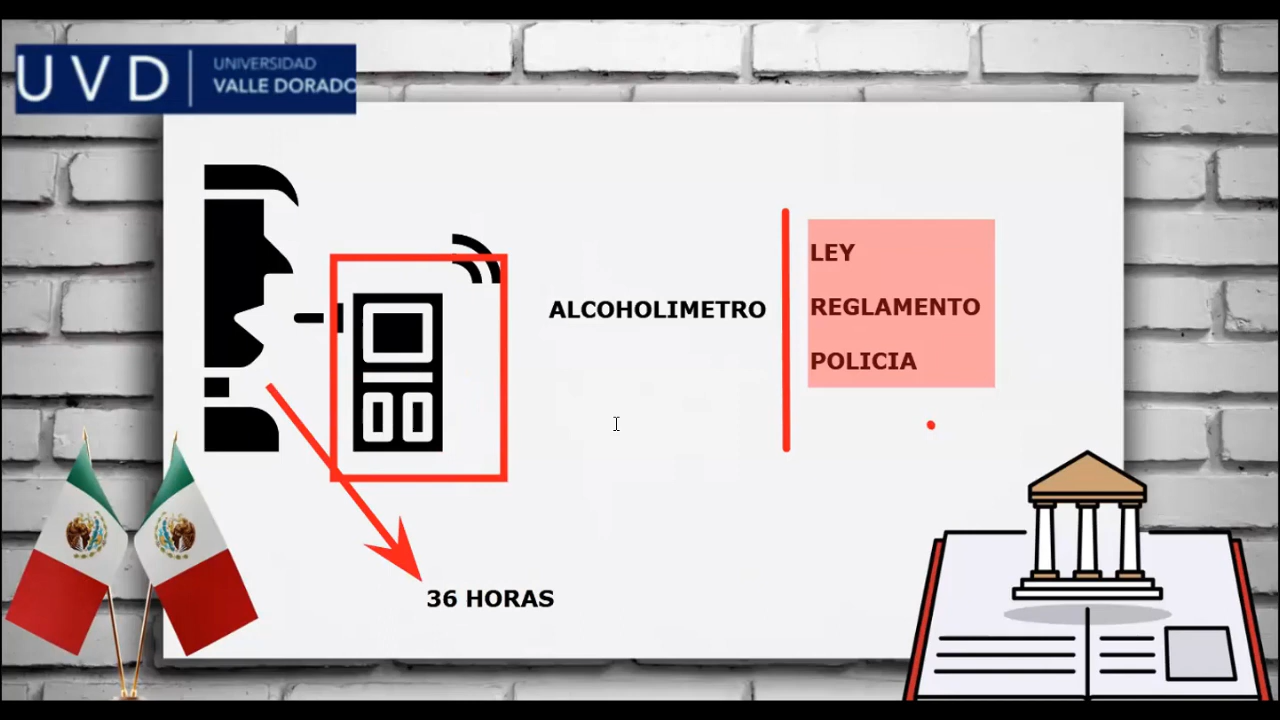 UVD
UNIVERSIDAD
VALLE DORADO
LEY
ALCOHOLIMETRO
REGLAMENTO
POLICIA
36 HORAS